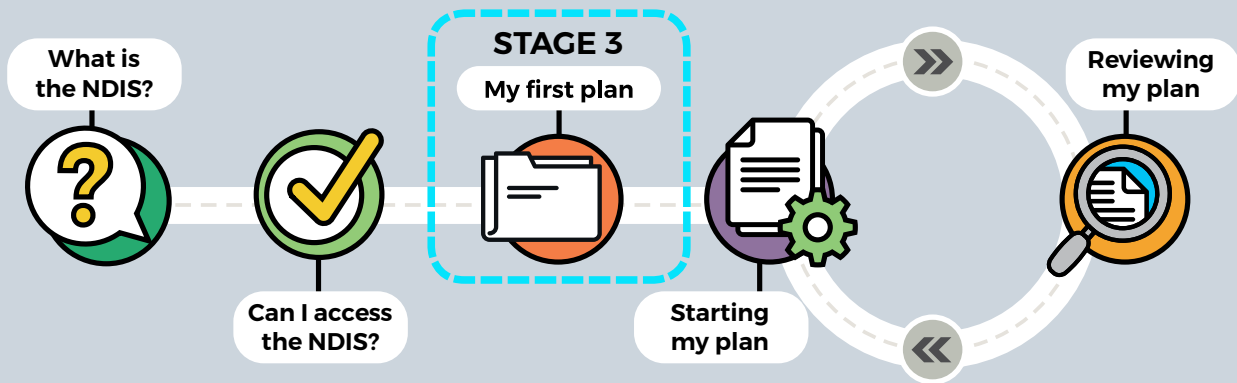 What is
the NDIS?
Can I access
the NDIS?
STAGE 3
My first plan
Starting
my plan
Reviewing
my plan